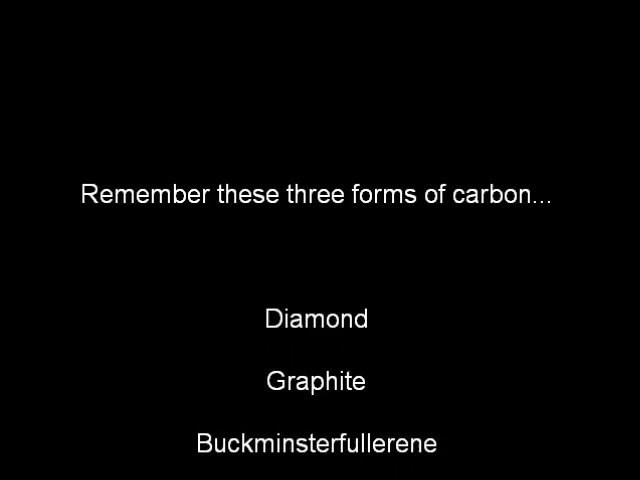 Remember these three forms of carbon...
Diamond
Graphite
Buckminsterfullerene